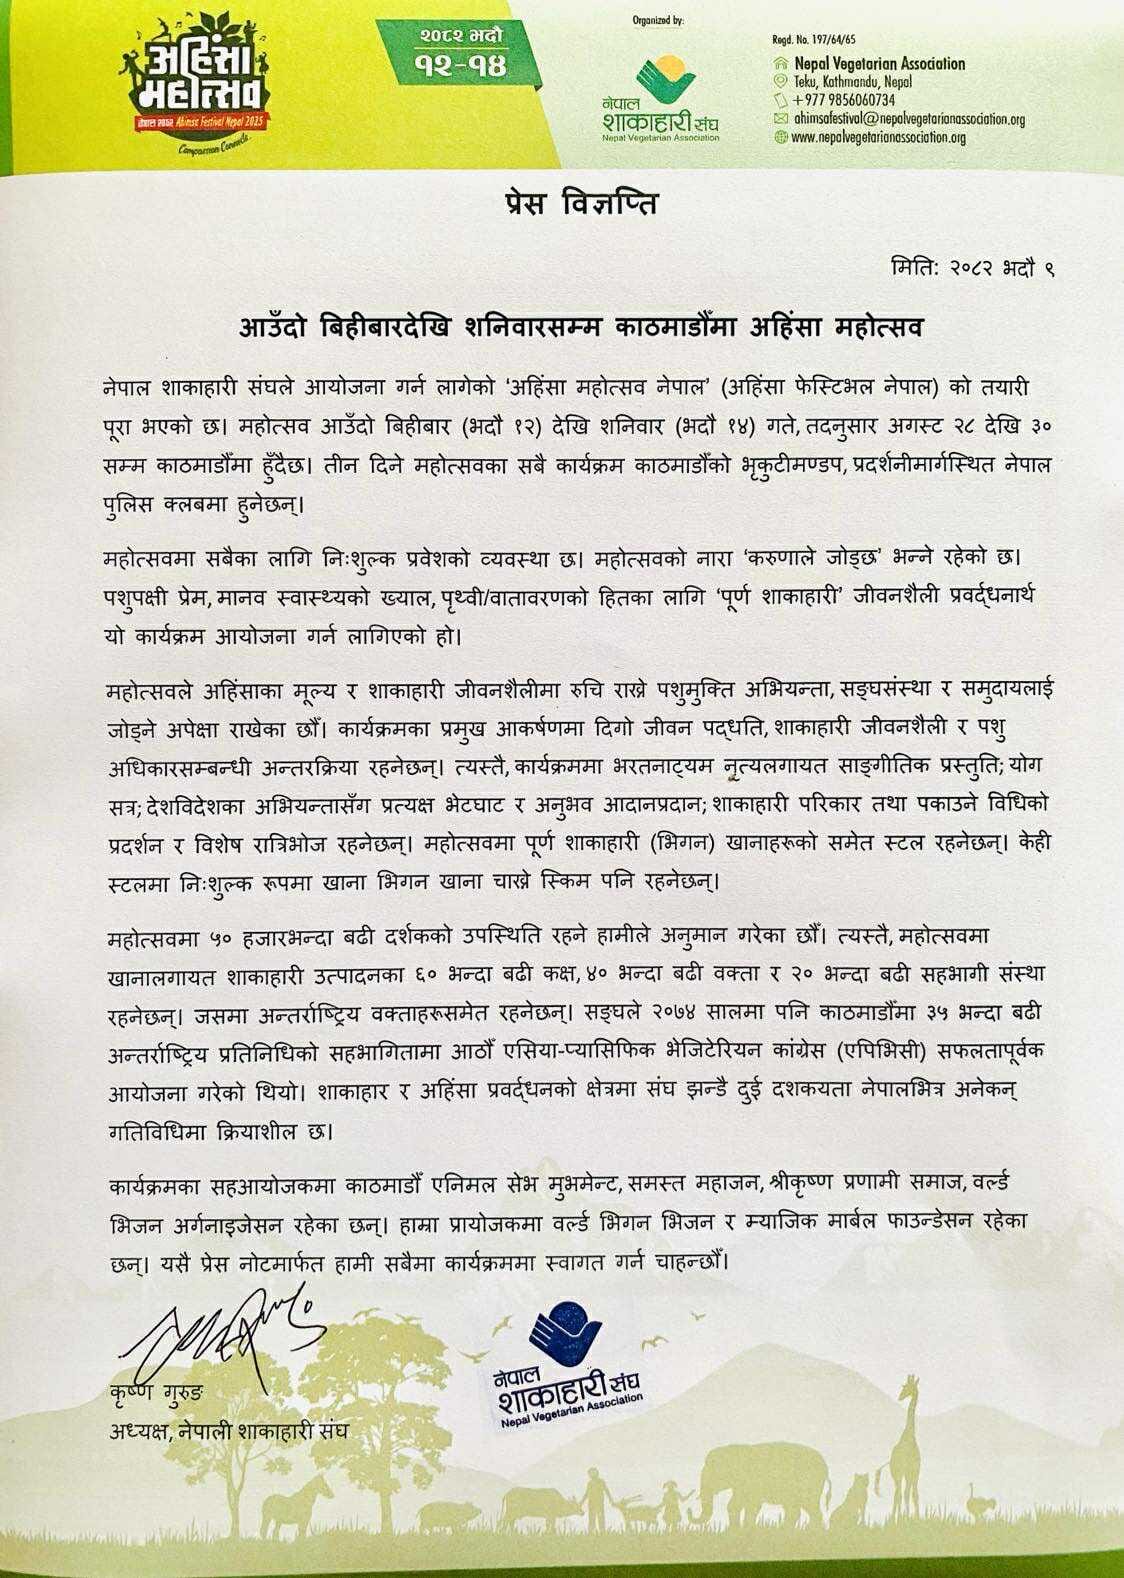 अहिंसा
महोत्सव
नेपाल २०८२ Ahimsa Festival Nepal 2025
Compassion Connects
२०८२ भदौ
१२-१४
Organized by:
नेपाल
शाकाहारी संघ
Nepal Vegetarian Association
Regd. No. 197/64/65
Nepal Vegetarian Association
Teku, Kathmandu, Nepal
+977 9856060734
ahimsafestival@nepalvegetarianassociation.org
www.nepalvegetarianassociation.org
प्रेस विज्ञप्ति
मिति: २०८२ भदौ ९
आउँदो बिहीबारदेखि शनिवारसम्म काठमाडौँमा अहिंसा महोत्सव
नेपाल शाकाहारी संघले आयोजना गर्न लागेको 'अहिंसा महोत्सव नेपाल' (अहिंसा फेस्टिभल नेपाल) को तयारी
पूरा भएको छ। महोत्सव आउँदो बिहीबार (भदौ १२) देखि शनिवार (भदौ १४) गते, तदनुसार अगस्ट २८ देखि ३०
सम्म काठमाडौँमा हुँदैछ। तीन दिने महोत्सवका सबै कार्यक्रम काठमाडौँको भृकुटीमण्डप, प्रदर्शनीमार्गस्थित नेपाल
पुलिस क्लबमा हुनेछन्।
महोत्सवमा सबैका लागि निःशुल्क प्रवेशको व्यवस्था छ। महोत्सवको नारा 'करुणाले जोड्छ' भन्ने रहेको छ।
पशुपक्षी प्रेम, मानव स्वास्थ्यको ख्याल, पृथ्वी/वातावरणको हितका लागि 'पूर्ण शाकाहारी' जीवनशैली प्रवर्द्धनार्थ
यो कार्यक्रम आयोजना गर्न लागिएको हो।
महोत्सवले अहिंसाका मूल्य र शाकाहारी जीवनशैलीमा रुचि राख्ने पशुमुक्ति अभियन्ता, सङ्घसंस्था र समुदायलाई
जोड्ने अपेक्षा राखेका छौँ। कार्यक्रमका प्रमुख आकर्षणमा दिगो जीवन पद्धति, शाकाहारी जीवनशैली र पशु
अधिकारसम्बन्धी अन्तरक्रिया रहनेछन्। त्यस्तै, कार्यक्रममा भरतनाट्यम नृत्यलगायत साङ्गीतिक प्रस्तुति; योग
सत्र; देशविदेशका अभियन्तासँग प्रत्यक्ष भेटघाट र अनुभव आदानप्रदान; शाकाहारी परिकार तथा पकाउने विधिको
प्रदर्शन र विशेष रात्रिभोज रहनेछन्। महोत्सवमा पूर्ण शाकाहारी (भिगन) खानाहरूको समेत स्टल रहनेछन्। केही
स्टलमा निःशुल्क रूपमा खाना भिगन खाना चाख्ने स्किम पनि रहनेछन्।
महोत्सवमा ५० हजारभन्दा बढी दर्शकको उपस्थिति रहने हामीले अनुमान गरेका छौँ। त्यस्तै, महोत्सवमा
खानालगायत शाकाहारी उत्पादनका ६० भन्दा बढी कक्ष, ४० भन्दा बढी वक्ता र २० भन्दा बढी सहभागी संस्था
रहनेछन्। जसमा अन्तर्राष्ट्रिय वक्ताहरूसमेत रहनेछन्। सङ्घले २०७४ सालमा पनि काठमाडौँमा ३५ भन्दा बढी
अन्तर्राष्ट्रिय प्रतिनिधिको सहभागितामा आठौँ एसिया-प्यासिफिक भेजिटेरियन कांग्रेस (एपिभिसी) सफलतापूर्वक
आयोजना गरेको थियो। शाकाहार र अहिंसा प्रवर्द्धनको क्षेत्रमा संघ झन्डै दुई दशकयता नेपालभित्र अनेकन्
गतिविधिमा क्रियाशील छ।
कार्यक्रमका सहआयोजकमा काठमाडौँ एनिमल सेभ मुभमेन्ट, समस्त महाजन, श्रीकृष्ण प्रणामी समाज, वर्ल्ड
भिजन अर्गनाइजेसन रहेका छन्। हाम्रा प्रायोजकमा वर्ल्ड भिगन भिजन र म्याजिक मार्बल फाउन्डेसन रहेका
छन्। यसै प्रेस नोटमार्फत हामी सबैमा कार्यक्रममा स्वागत गर्न चाहन्छौँ।
कृष्ण गुरुङ
अध्यक्ष, नेपाली शाकाहारी संघ
नेपाल
शाकाहारी संघ
Nepal Vegetarian Association